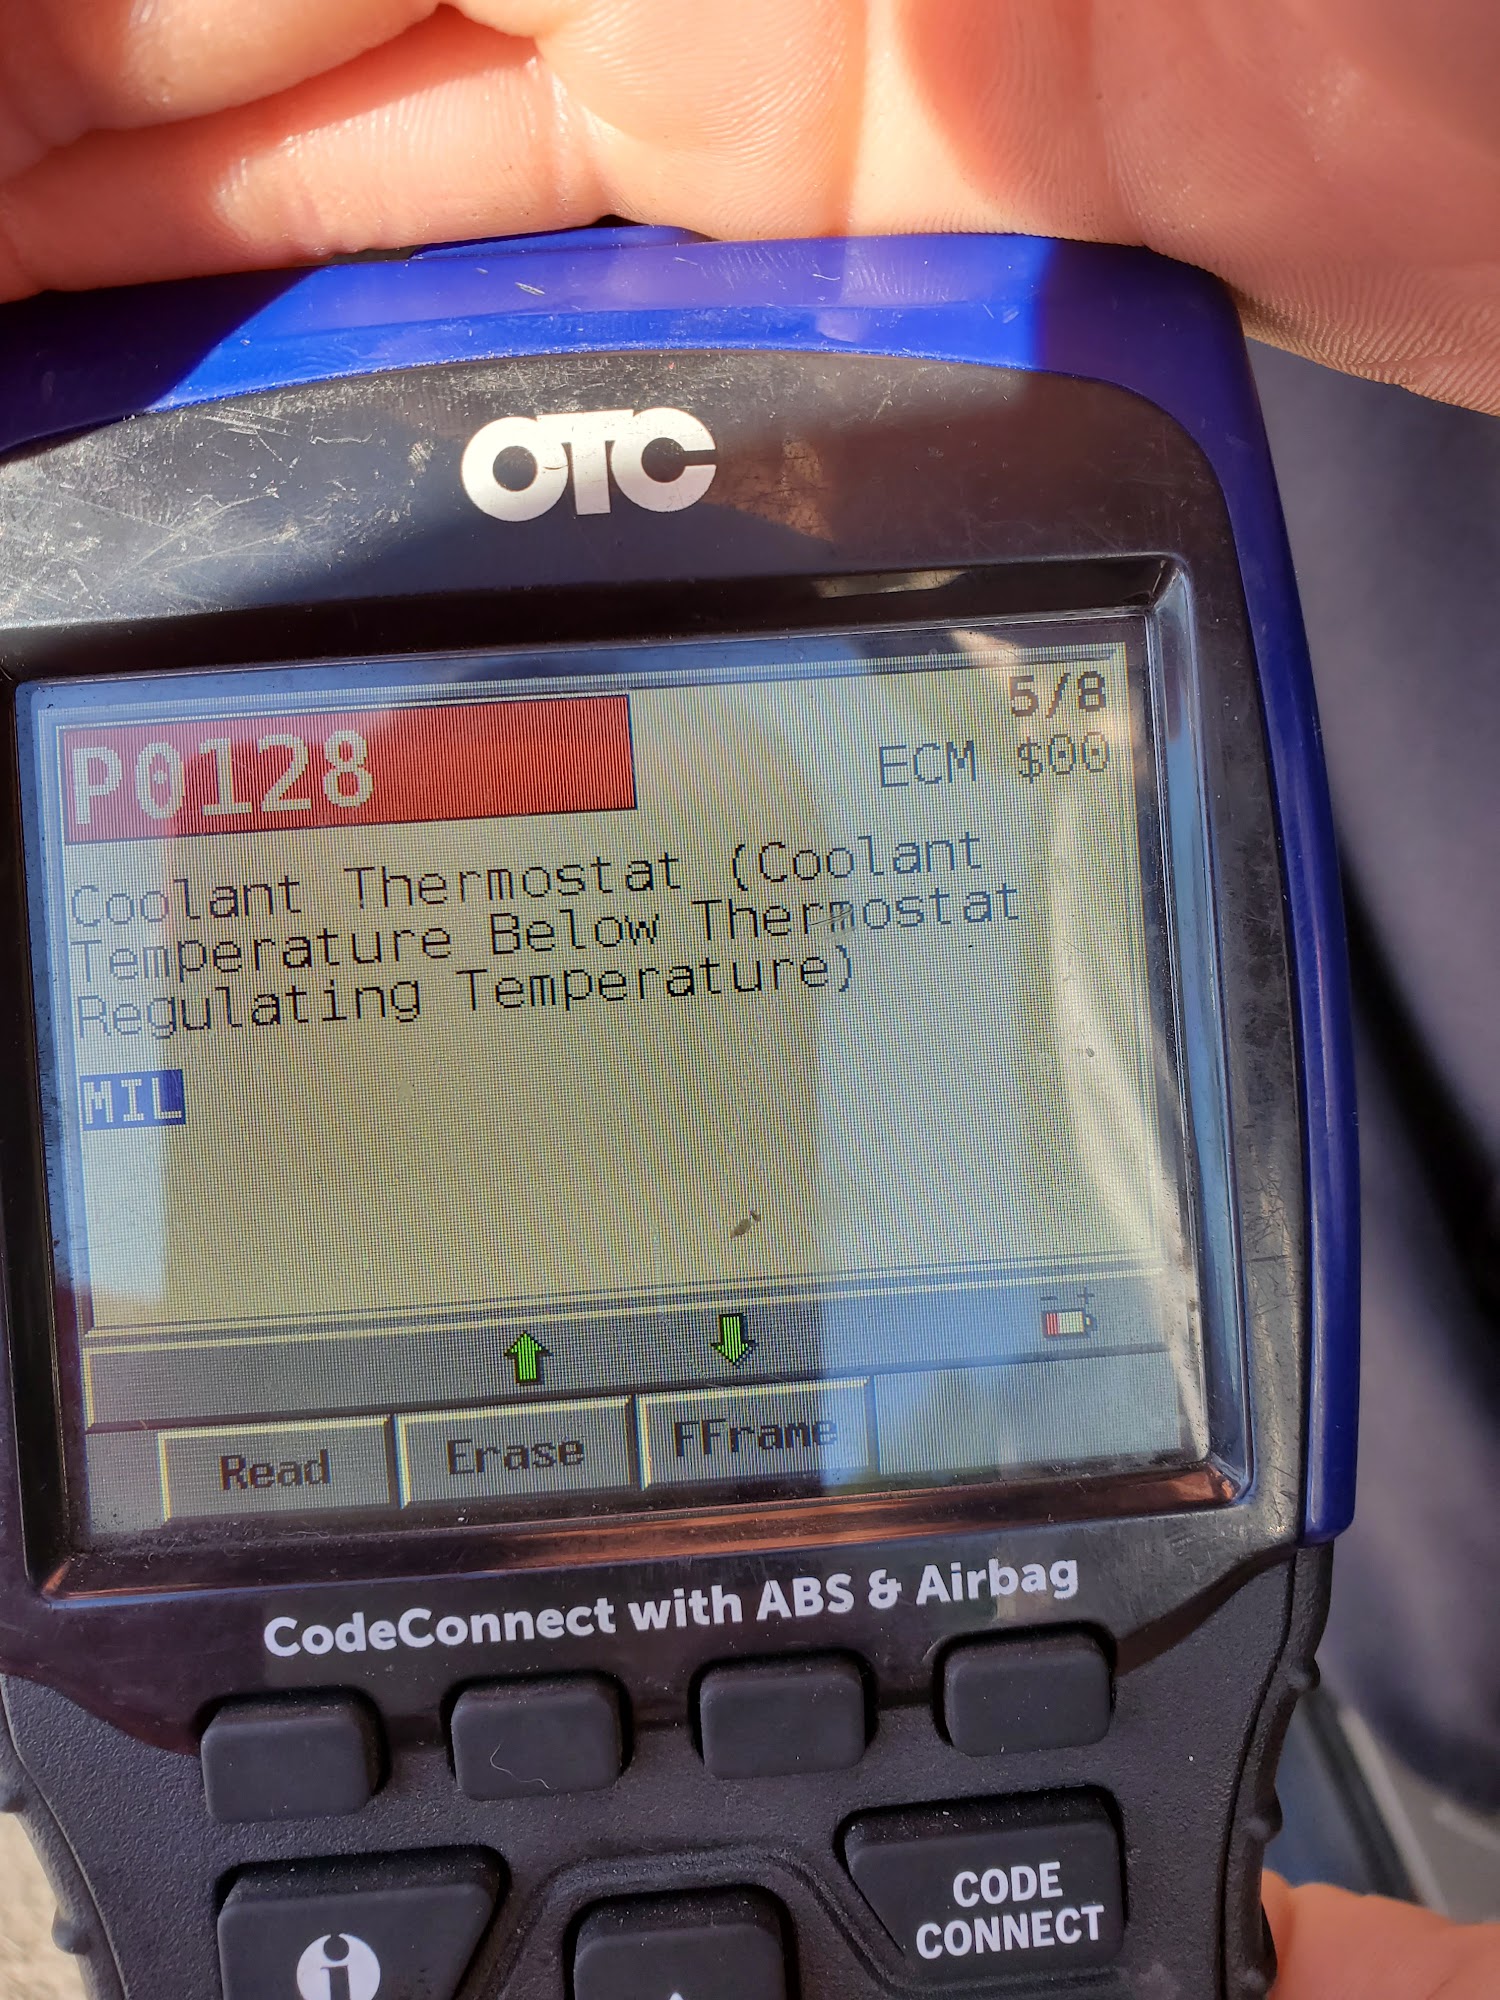 OTC
5/8
P0128
ECM $00
Coolant Thermostat (Coolant
Temperature Below Thermostat
Regulating Temperature)
MIL
- +
Read Erase FFrame
CodeConnect with ABS & Airbag
CODE
CONNECT
i